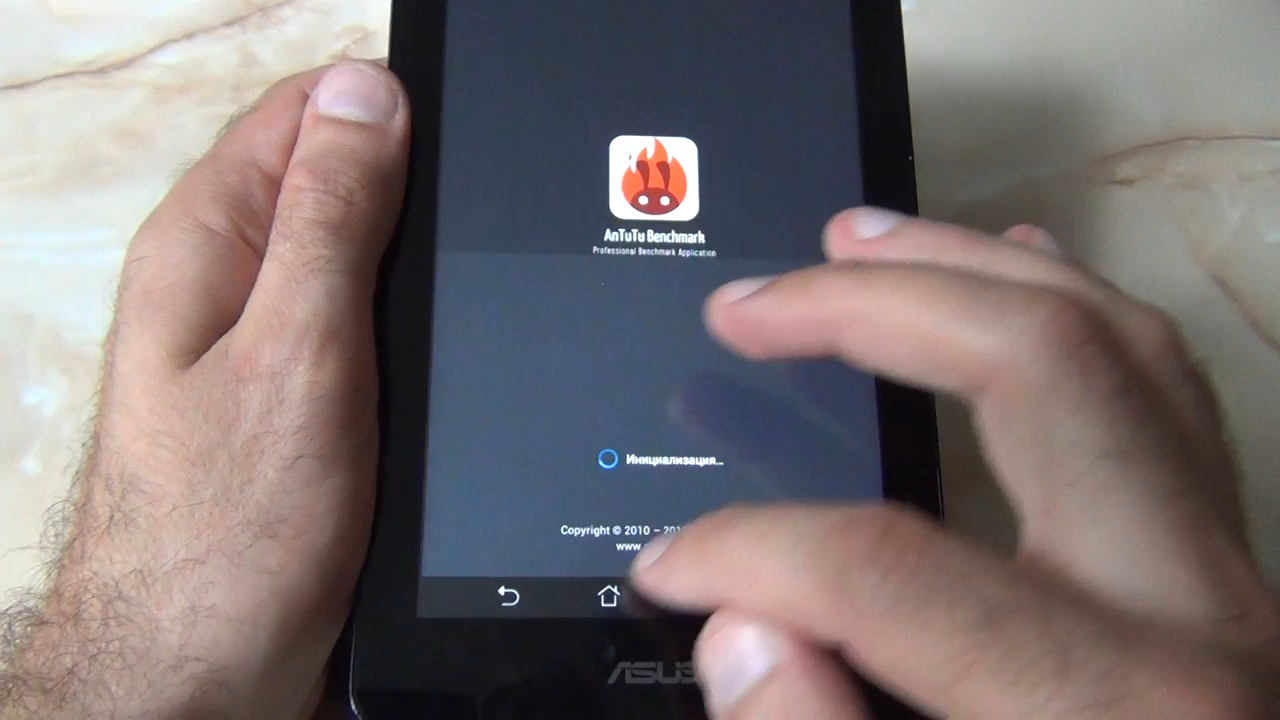 AnTuTu Benchmark
Professional Benchmark Application
Инициализация...
Copyright © 2010 – 201
www.
ASUS